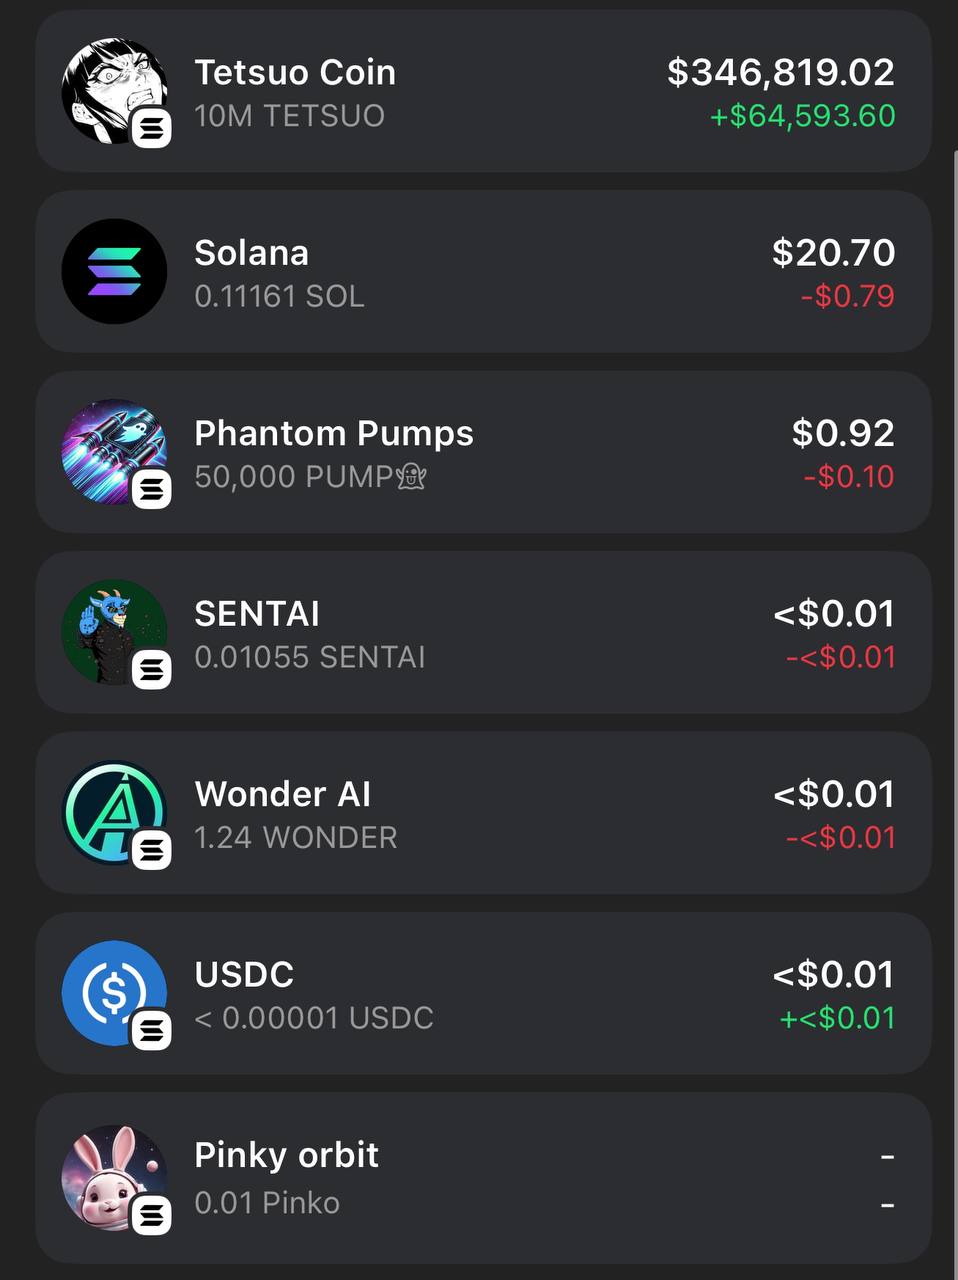 Tetsuo Coin
$346,819.02
10M TETSUO
+$64,593.60
Solana
$20.70
0.11161 SOL
-$0.79
Phantom Pumps
$0.92
50,000 PUMP👻
-$0.10
SENTAI
<$0.01
0.01055 SENTAI
-<$0.01
Wonder AI
<$0.01
1.24 WONDER
-<$0.01
USDC
<$0.01
< 0.00001 USDC
+<$0.01
Pinky orbit
-
0.01 Pinko
-